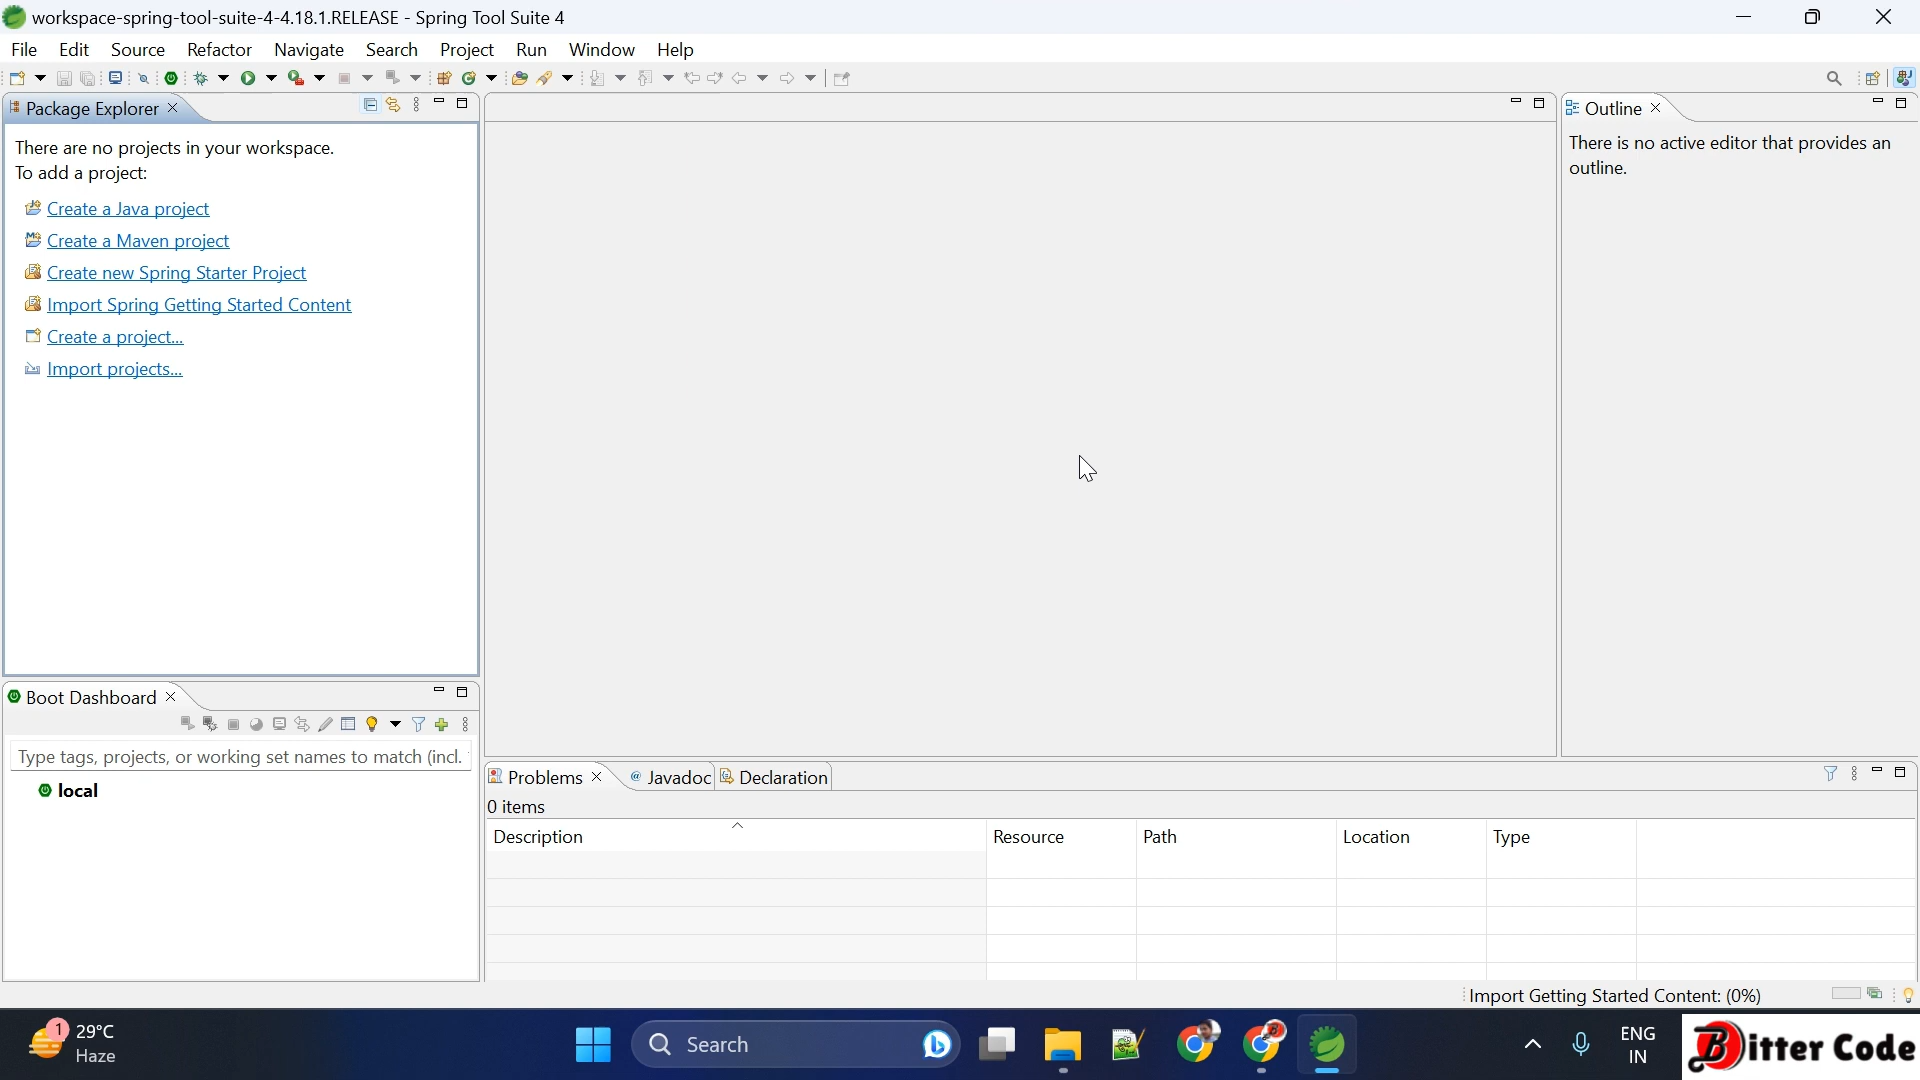 workspace-spring-tool-suite-4-4.18.1.RELEASE - Spring Tool Suite 4
File Edit Source Refactor Navigate Search Project Run Window Help
Package Explorer
There are no projects in your workspace.
To add a project:
Create a Java project
Create a Maven project
Create new Spring Starter Project
Import Spring Getting Started Content
Create a project...
Import projects...
Outline
There is no active editor that provides an
outline.
Boot Dashboard
Type tags, projects, or working set names to match (incl.
local
Problems @ Javadoc Declaration
0 items
Description Resource Path Location Type
Import Getting Started Content: (0%)
1
29°C
Haze
Search
ENG
IN
Bitter Code